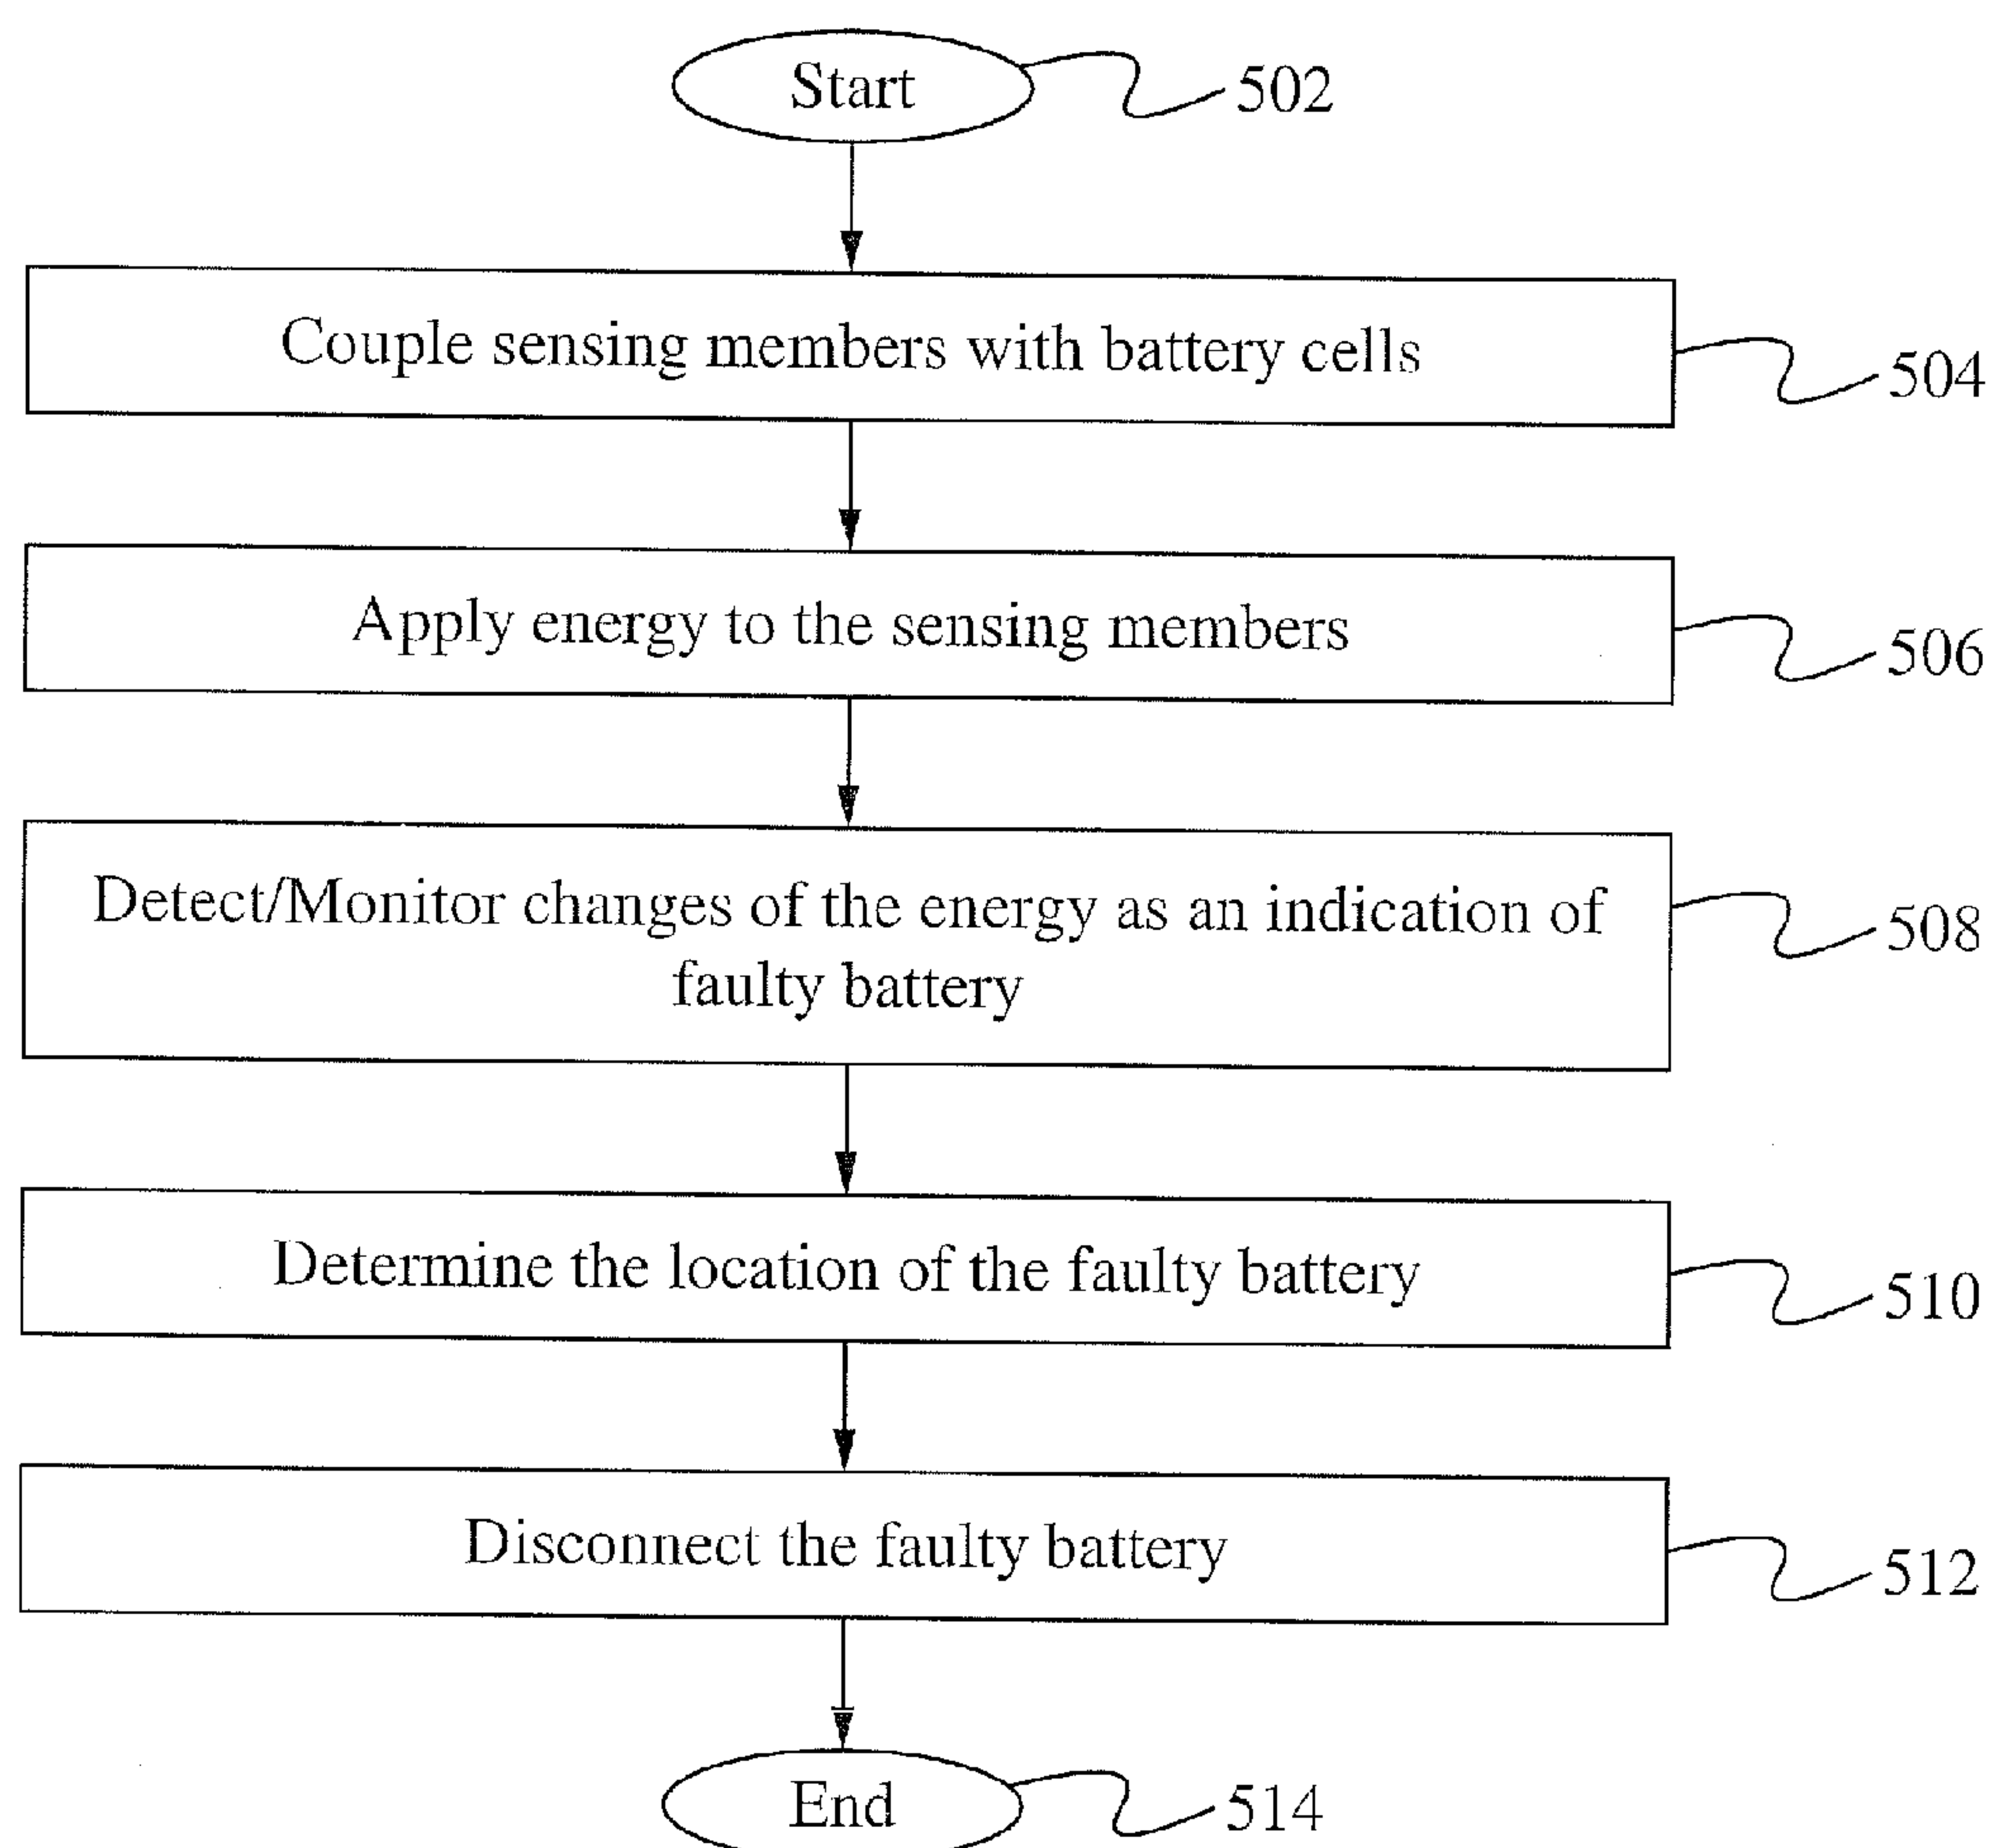 Start
502
Couple sensing members with battery cells
504
Apply energy to the sensing members
506
Detect/Monitor changes of the energy as an indication of
faulty battery
508
Determine the location of the faulty battery
510
Disconnect the faulty battery
512
End
514